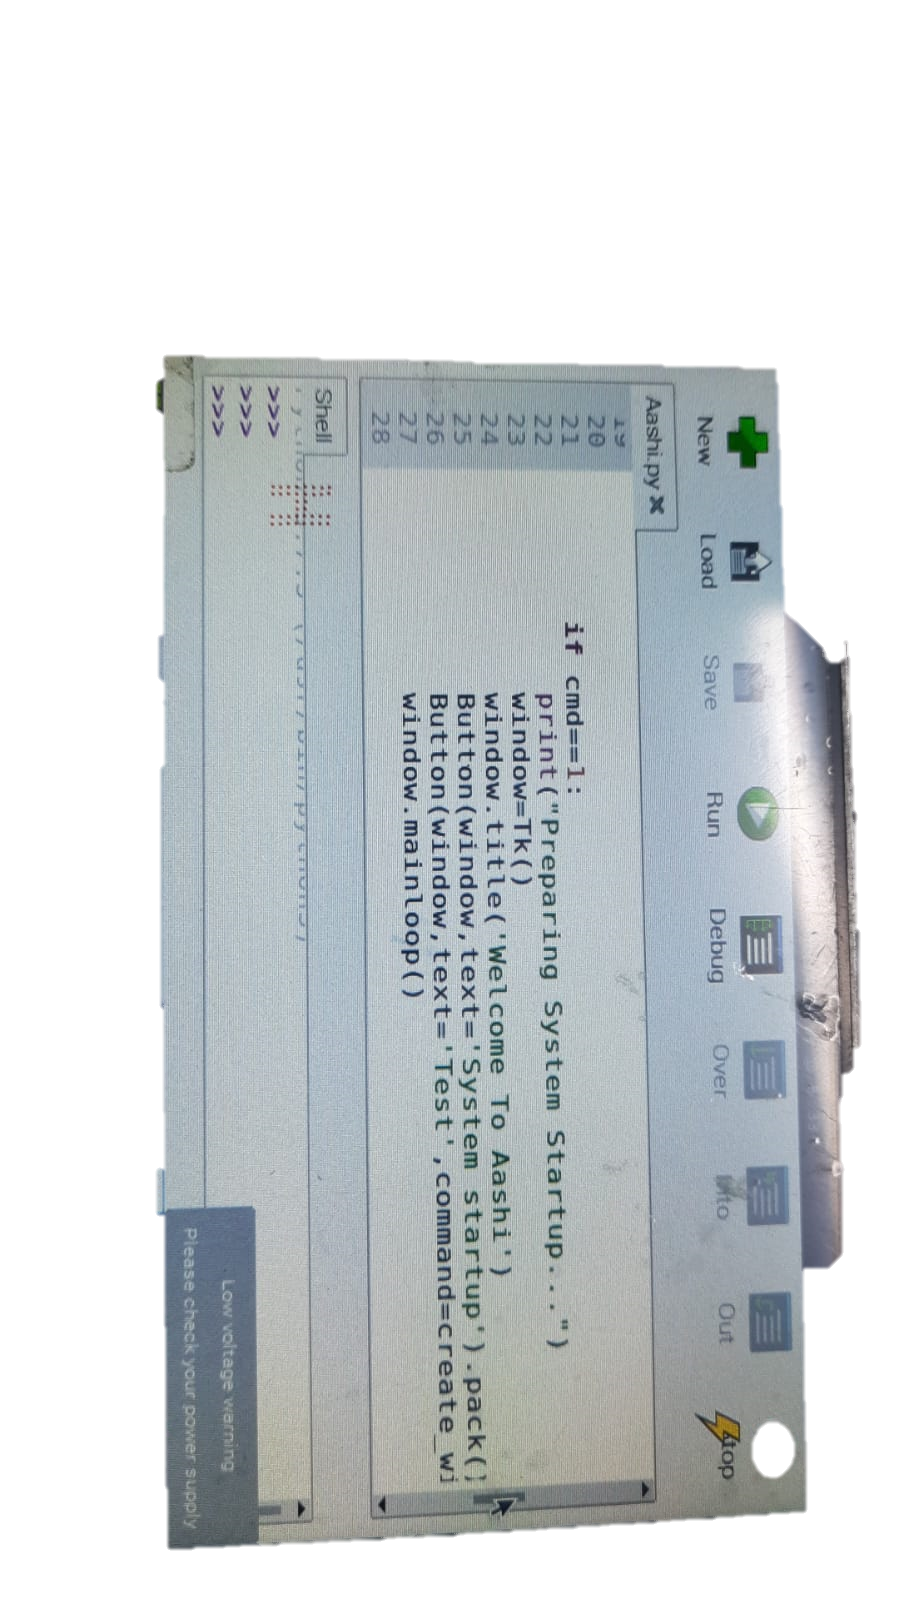 New Load Save Run Debug Over Into Out
Aashi.py ✖
19
20
21 if cmd==1:
22 print("Preparing System Startup...")
23 window=Tk()
24 window.title('Welcome To Aashi')
25 Button(window,text='System startup').pack()
26 Button(window,text='Test',command=create_wi
27 window.mainloop()
28
Shell
>>>
>>>
>>>
Low voltage warning
Please check your power supply